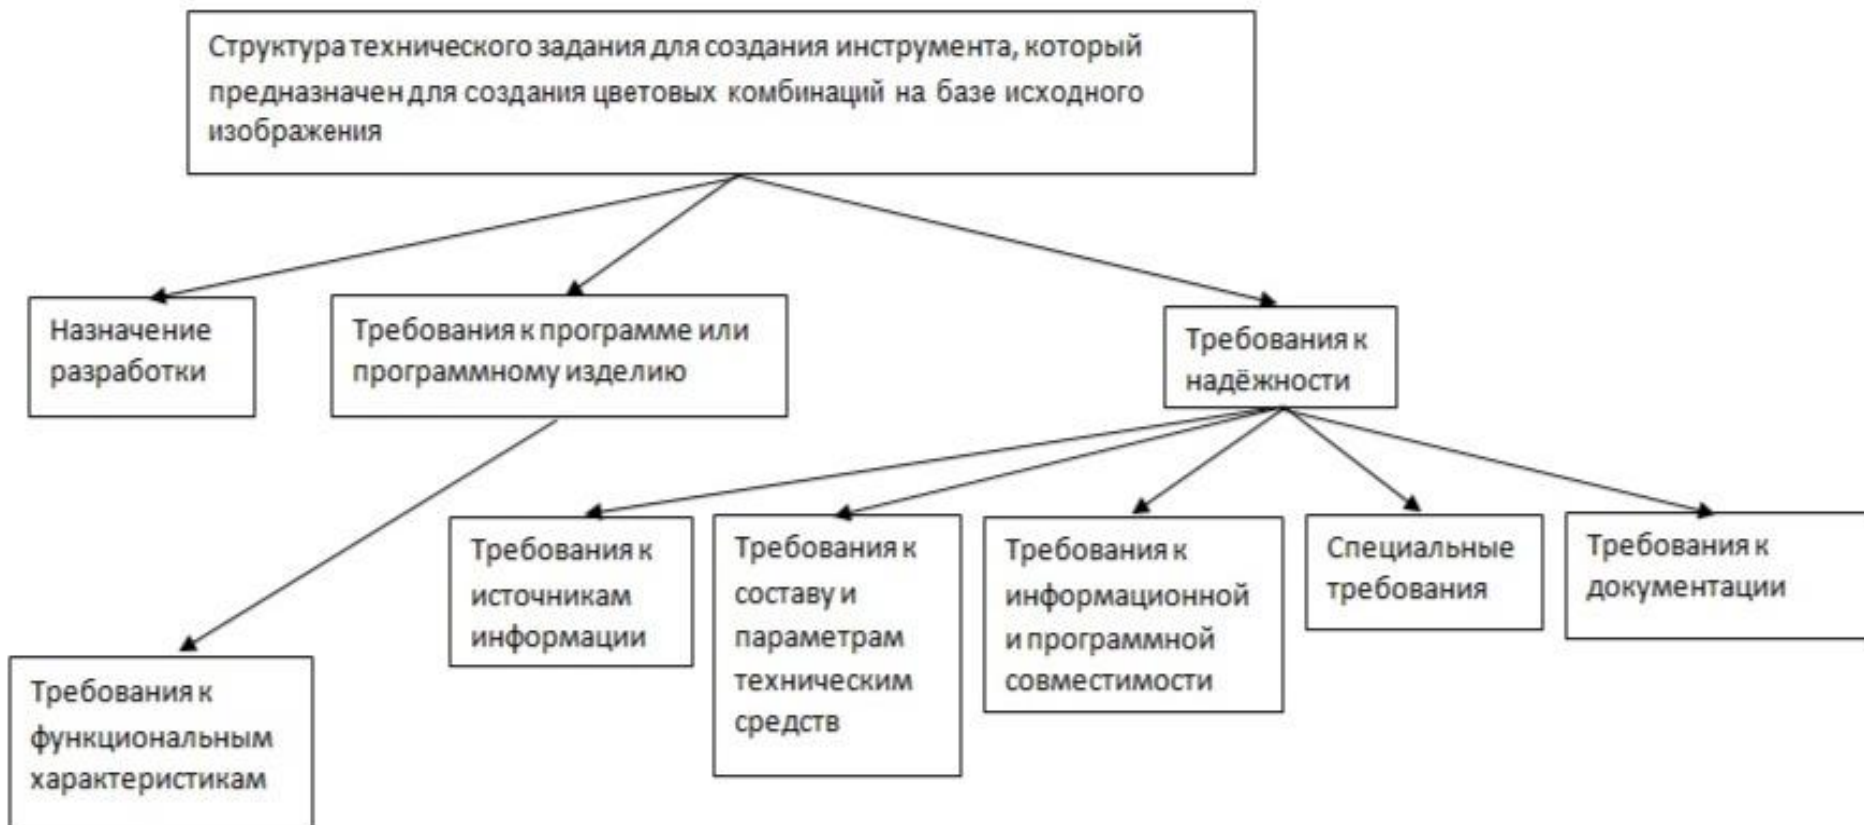 Структура технического задания для создания инструмента, который
предназначен для создания цветовых комбинаций на базе исходного
изображения
Назначение
разработки
Требования к программе или
программному изделию
Требования к
надёжности
Требования к
источникам
информации
Требования к
составу и
параметрам
техническим
средств
Требования к
информационной
и программной
совместимости
Специальные
требования
Требования к
документации
Требования к
функциональным
характеристикам